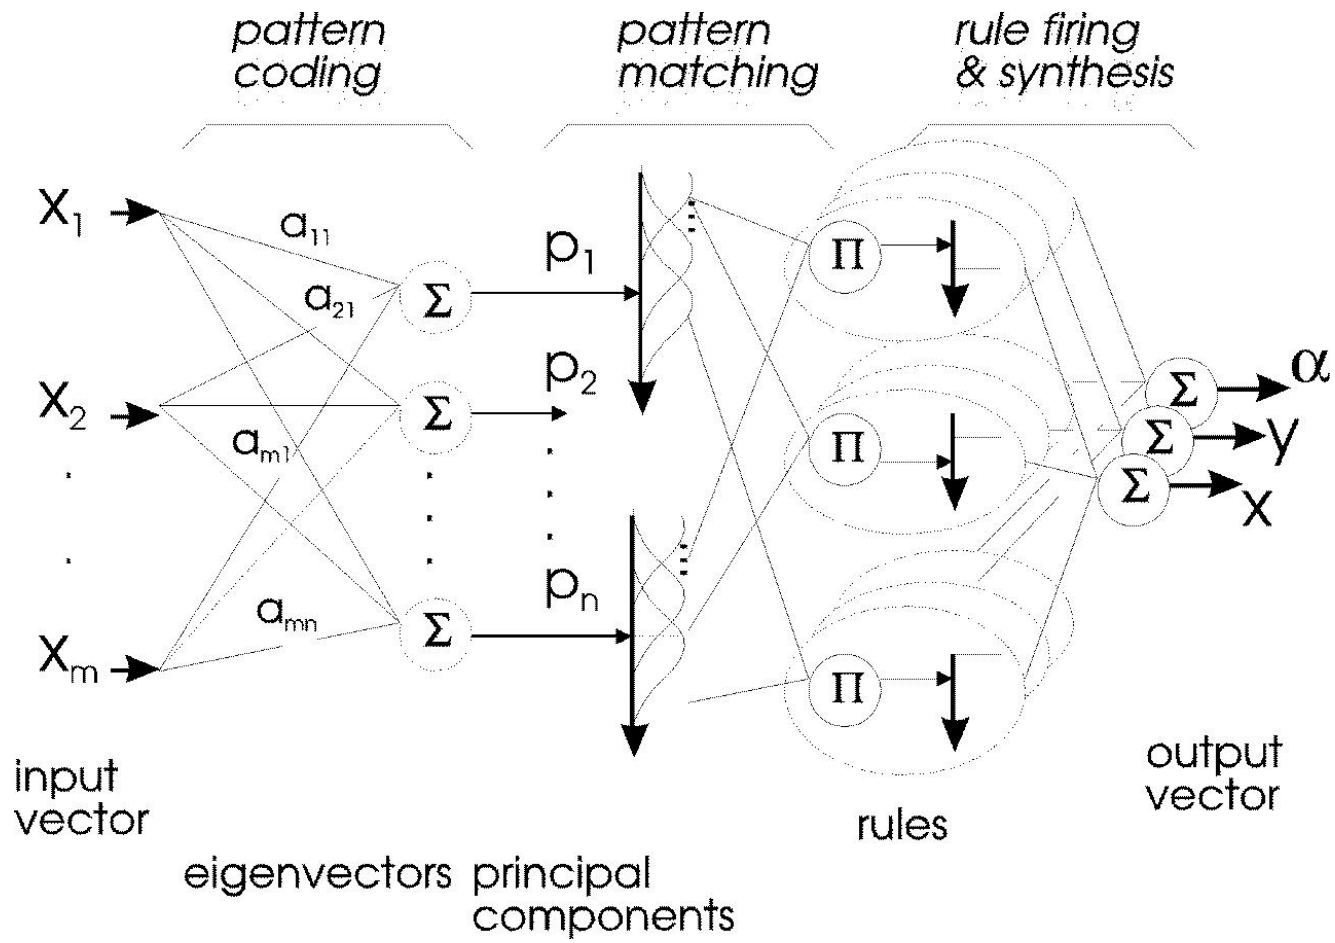 pattern
coding
pattern
matching
rule firing
& synthesis
x1
a11
a21
p1
Σ
Π
x2
am1
p2
Σ
Π
Σ
α
Σ
y
Σ
x
xm
amn
pn
Σ
Π
input
vector
output
vector
rules
eigenvectors
principal
components